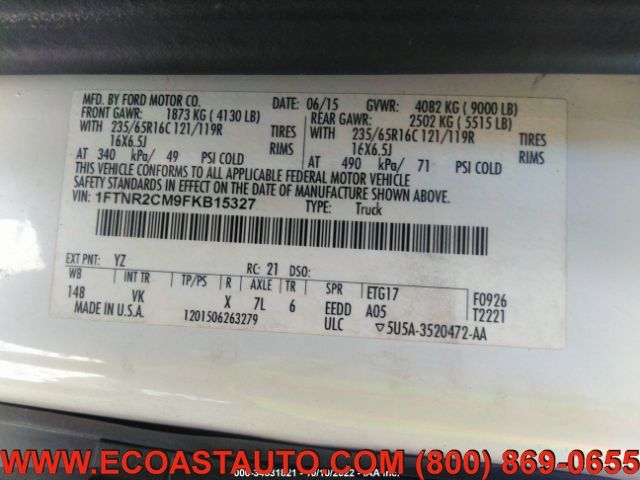 MFD. BY FORD MOTOR CO.
DATE: 06/15 GVWR: 4082 KG ( 9000 LB)
FRONT GAWR: 1873 KG ( 4130 LB) REAR GAWR: 2502 KG ( 5515 LB)
WITH 235/65R16C 121/119R TIRES WITH 235/65R16C 121/119R TIRES
16X6.5J RIMS 16X6.5J RIMS
AT 340 kPa/ 49 PSI COLD AT 490 kPa/ 71 PSI COLD
THIS VEHICLE CONFORMS TO ALL APPLICABLE FEDERAL MOTOR VEHICLE
SAFETY STANDARDS IN EFFECT ON THE DATE OF MANUFACTURE SHOWN ABOVE.
VIN: 1FTNR2CM9FKB15327
TYPE: Truck
EXT PNT: YZ RC: 21 DSO:
WB INT TR TP/PS R AXLE TR SPR ETG17 F0926
148 VK X 7L 6 EEDD A05 T2221
MADE IN U.S.A. 1201506263279 ULC ▽5U5A-3520472-AA
WWW.ECOASTAUTO.COM (800) 869-0655